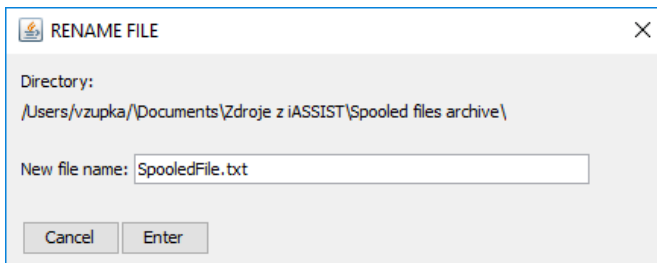 RENAME FILE
Directory:
/Users/vzupka/\Documents\Zdroje z iASSIST\Spooled files archive\
New file name: SpooledFile.txt
Cancel Enter